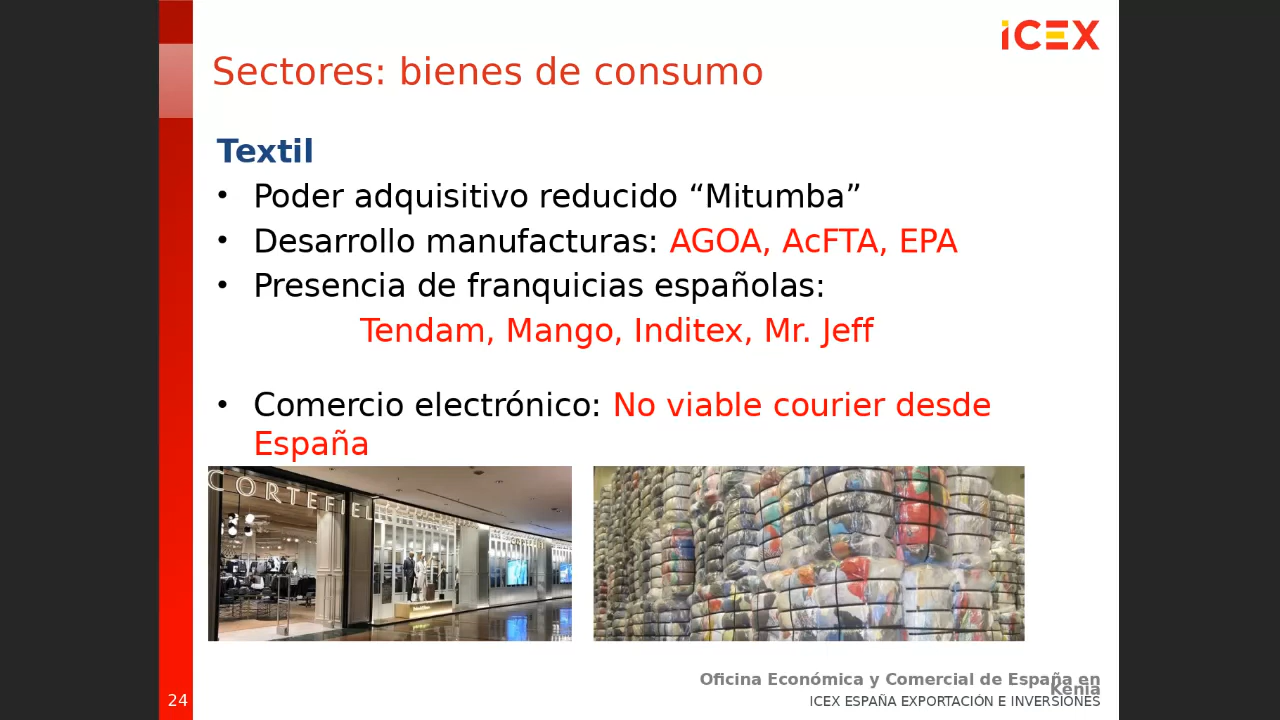 iCEX
Sectores: bienes de consumo
Textil
• Poder adquisitivo reducido “Mitumba”
• Desarrollo manufacturas: AGOA, AcFTA, EPA
• Presencia de franquicias españolas:
Tendam, Mango, Inditex, Mr. Jeff
• Comercio electrónico: No viable courier desde
España
CORTEFIEL
Oficina Económica y Comercial de España en
Kenia
24
ICEX ESPAÑA EXPORTACIÓN E INVERSIONES